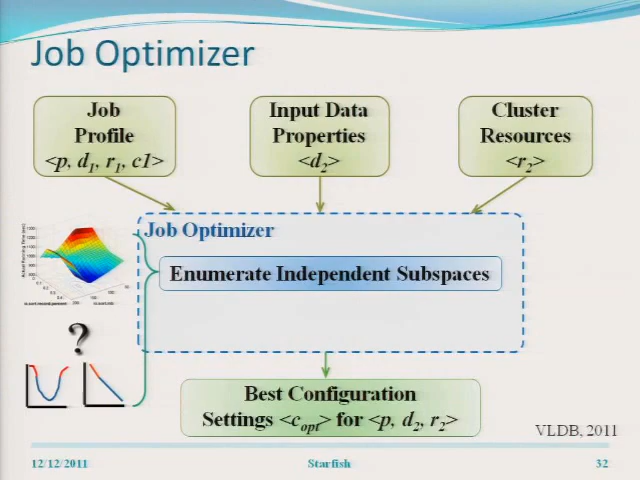 Job Optimizer
Job
Profile
<p, d1, r1, c1>
Input Data
Properties
<d2>
Cluster
Resources
<r2>
Job Optimizer
Enumerate Independent Subspaces
?
Best Configuration
Settings <copt> for <p, d2, r2>
VLDB, 2011
12/12/2011
Starfish
32